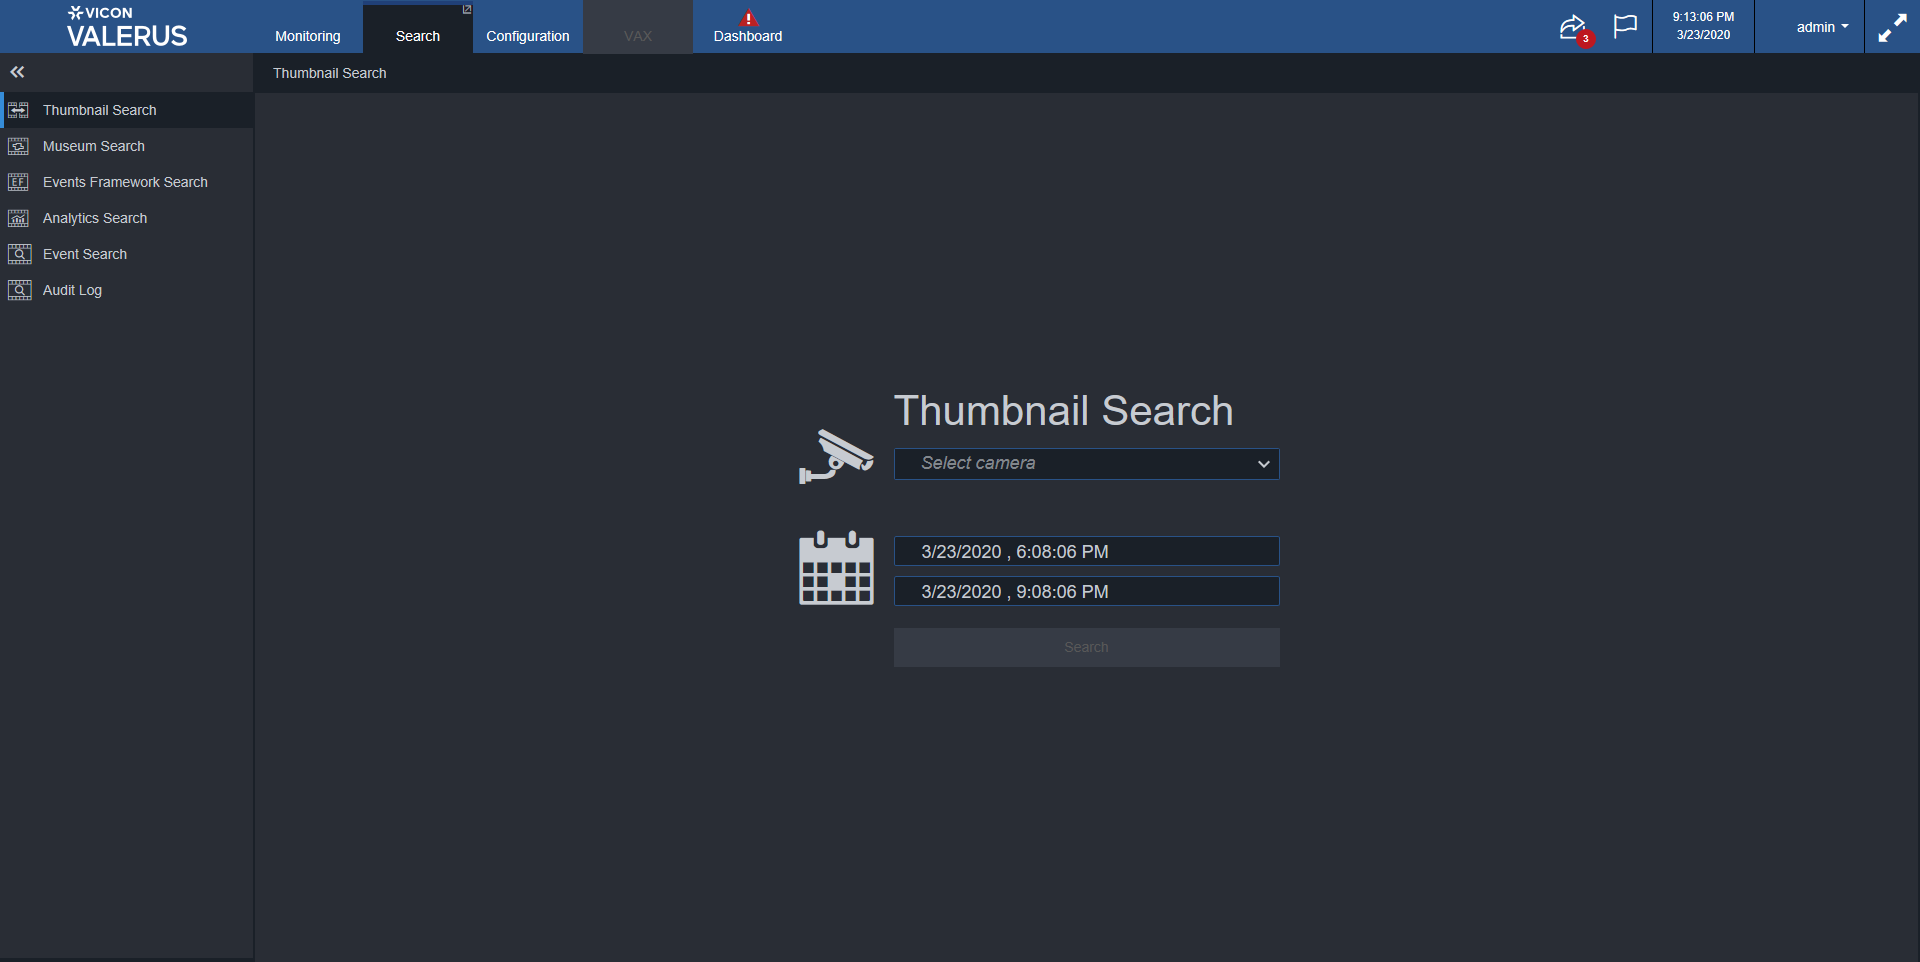 VICON
VALERUS
Monitoring
Search
Configuration
VAX
Dashboard
3
9:13:06 PM
3/23/2020
admin
Thumbnail Search
Thumbnail Search
Museum Search
EF
Events Framework Search
Analytics Search
Event Search
Audit Log
Thumbnail Search
Select camera
3/23/2020 , 6:08:06 PM
3/23/2020 , 9:08:06 PM
Search